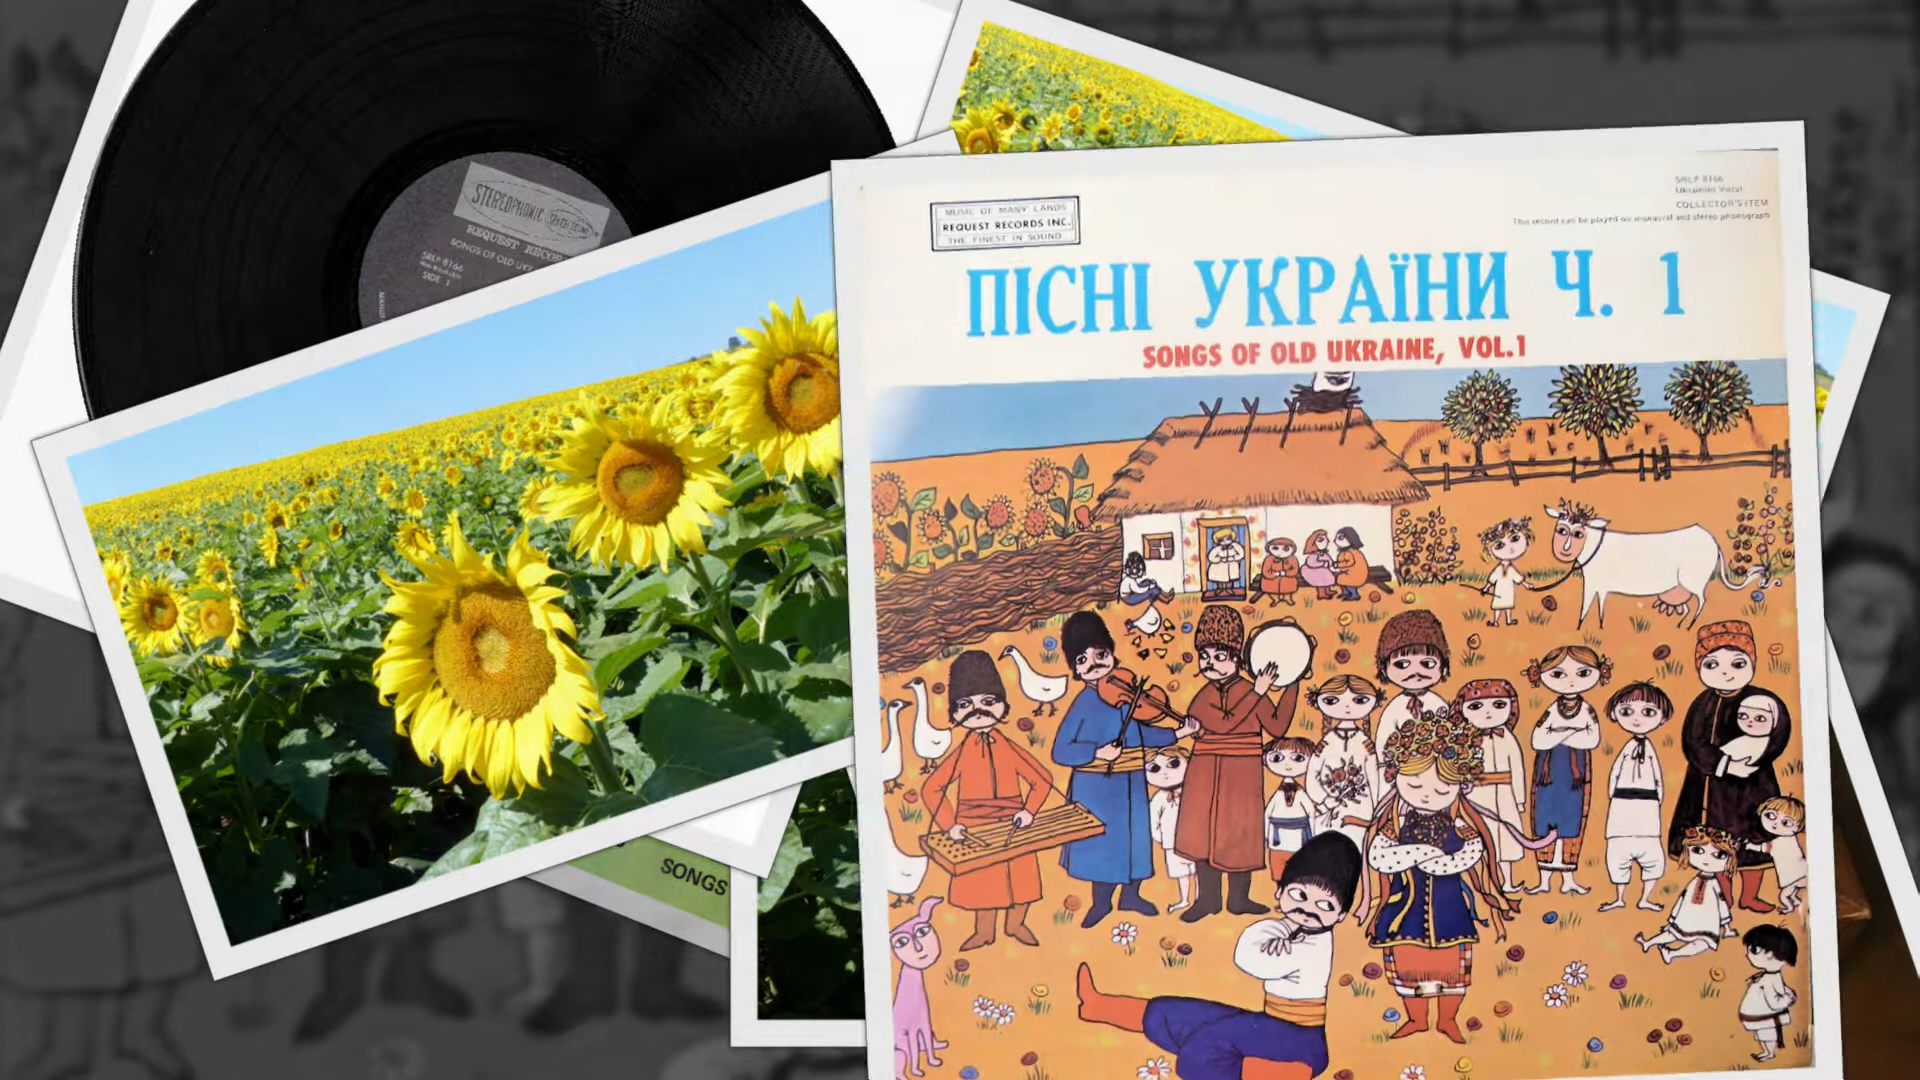 STEREOPHONIC
REQUEST RECOR
SONGS OF OLD UKR
SRLP 8166
SIDE 1
MUSIC OF MANY LANDS
REQUEST RECORDS INC.
THE FINEST IN SOUND
SRLP 8166
Ukrainian Vocal
COLLECTOR'S ITEM
This record can be played on monaural and stereo phonograph
ПІСНІ УКРАЇНИ Ч. 1
SONGS OF OLD UKRAINE, VOL.1
SONGS